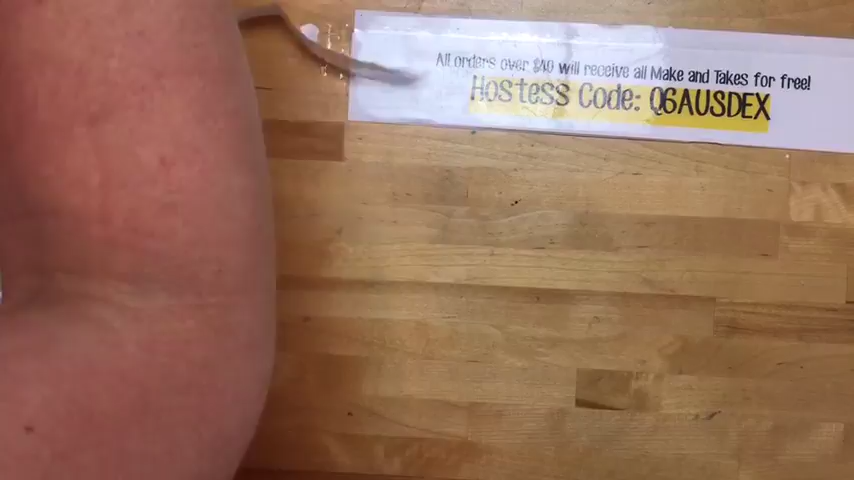 All orders over $40 will receive all Make and Takes for free!
Hostess Code: Q6AUSDEX